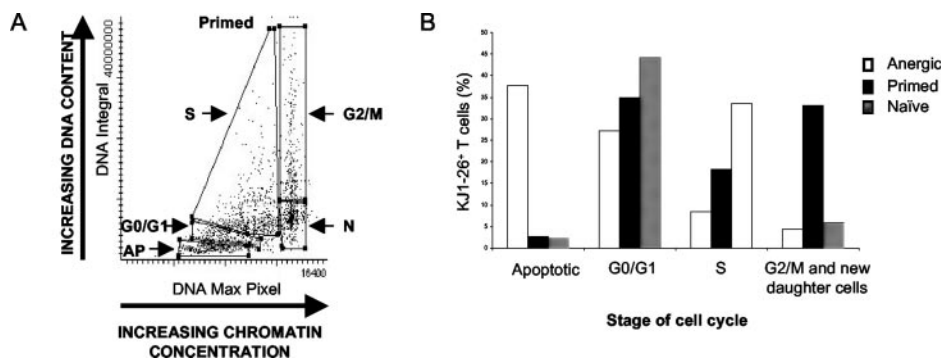 A
Primed
INCREASING DNA CONTENT
DNA Integral
40000000
S
G2/M
G0/G1
N
AP
16400
DNA Max Pixel
INCREASING CHROMATIN
CONCENTRATION
B
KJ1-26+ T cells (%)
50
45
40
35
30
25
20
15
10
5
0
Anergic
Primed
Naïve
Apoptotic
G0/G1
S
G2/M and new
daughter cells
Stage of cell cycle